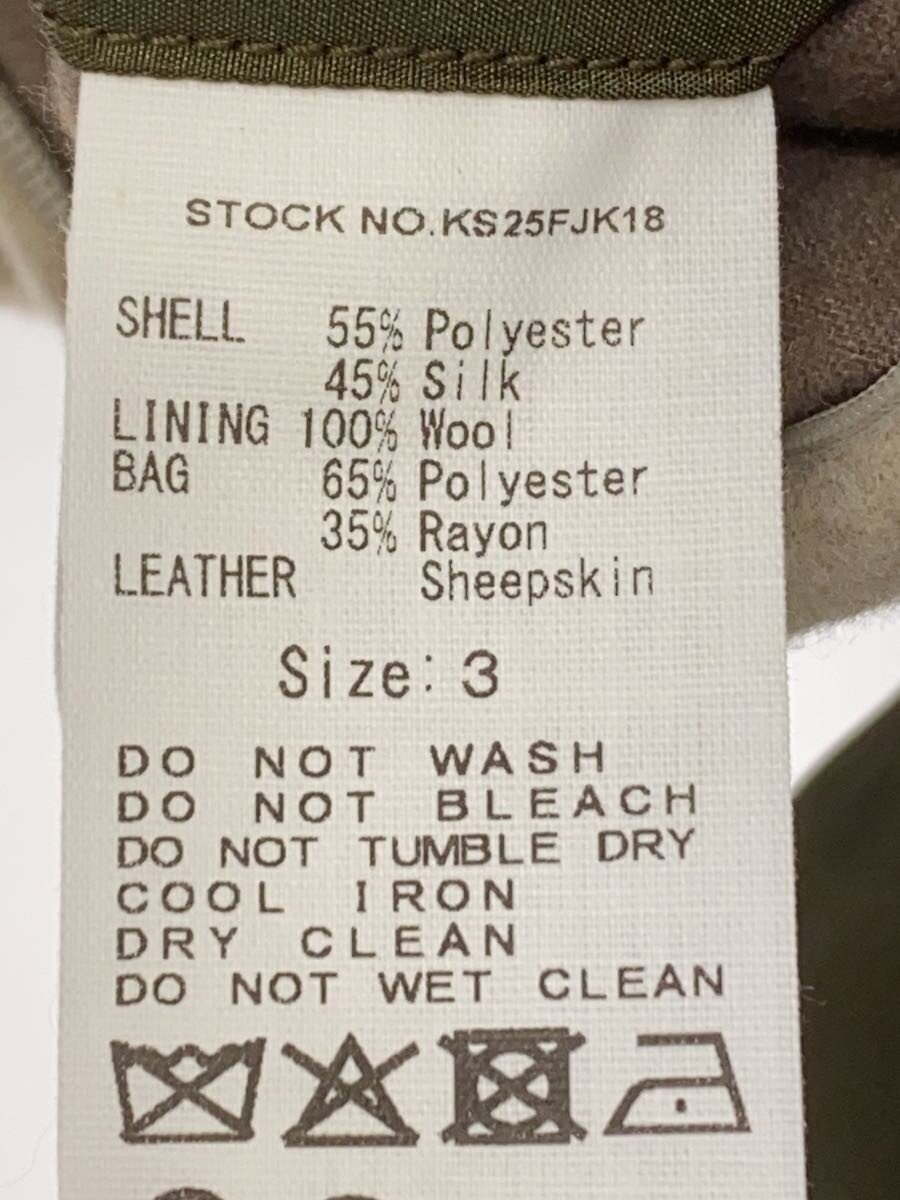 STOCK NO.KS25FJK18
SHELL 55% Polyester
45% Silk
LINING 100% Wool
BAG 65% Polyester
35% Rayon
LEATHER Sheepskin
Size: 3
DO NOT WASH
DO NOT BLEACH
DO NOT TUMBLE DRY
COOL IRON
DRY CLEAN
DO NOT WET CLEAN